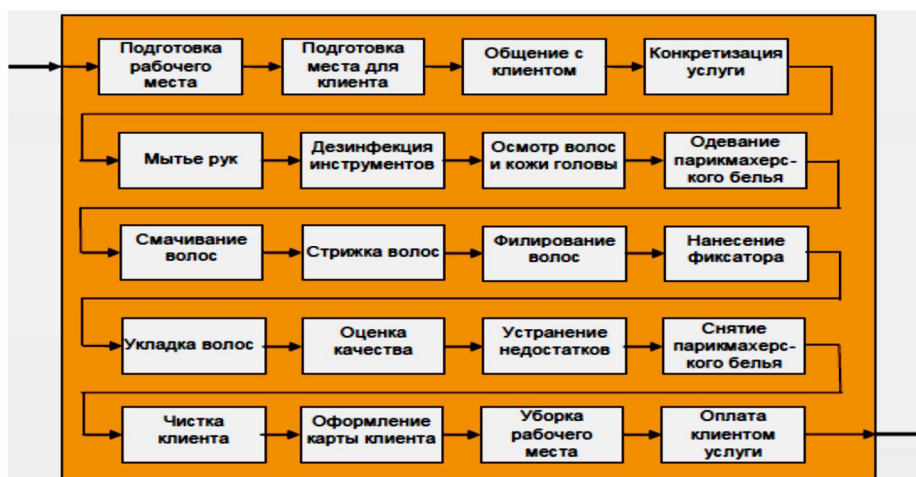 Подготовка
рабочего
места
Подготовка
места для
клиента
Общение с
клиентом
Конкретизация
услуги
Мытье рук
Дезинфекция
инструментов
Осмотр волос
и кожи головы
Одевание
парикмахерс-
кого белья
Смачивание
волос
Стрижка волос
Филирование
волос
Нанесение
фиксатора
Укладка волос
Оценка
качества
Устранение
недостатков
Снятие
парикмахерс-
кого белья
Чистка
клиента
Оформление
карты клиента
Уборка
рабочего
места
Оплата
клиентом
услуги